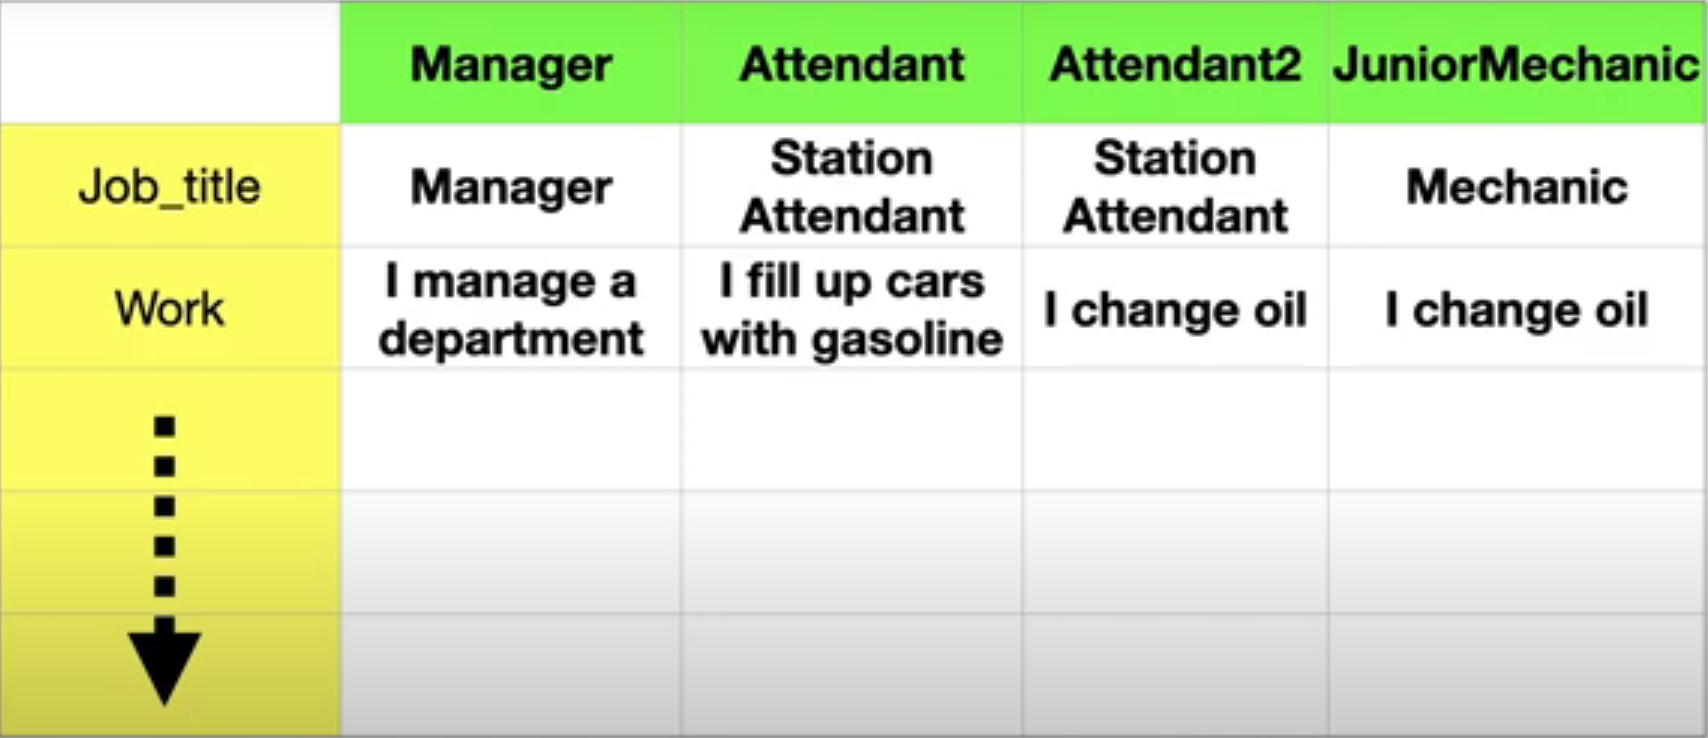 Manager Attendant Attendant2 JuniorMechanic
Job_title Manager Station Attendant Station Attendant Mechanic
Work I manage a department I fill up cars with gasoline I change oil I change oil